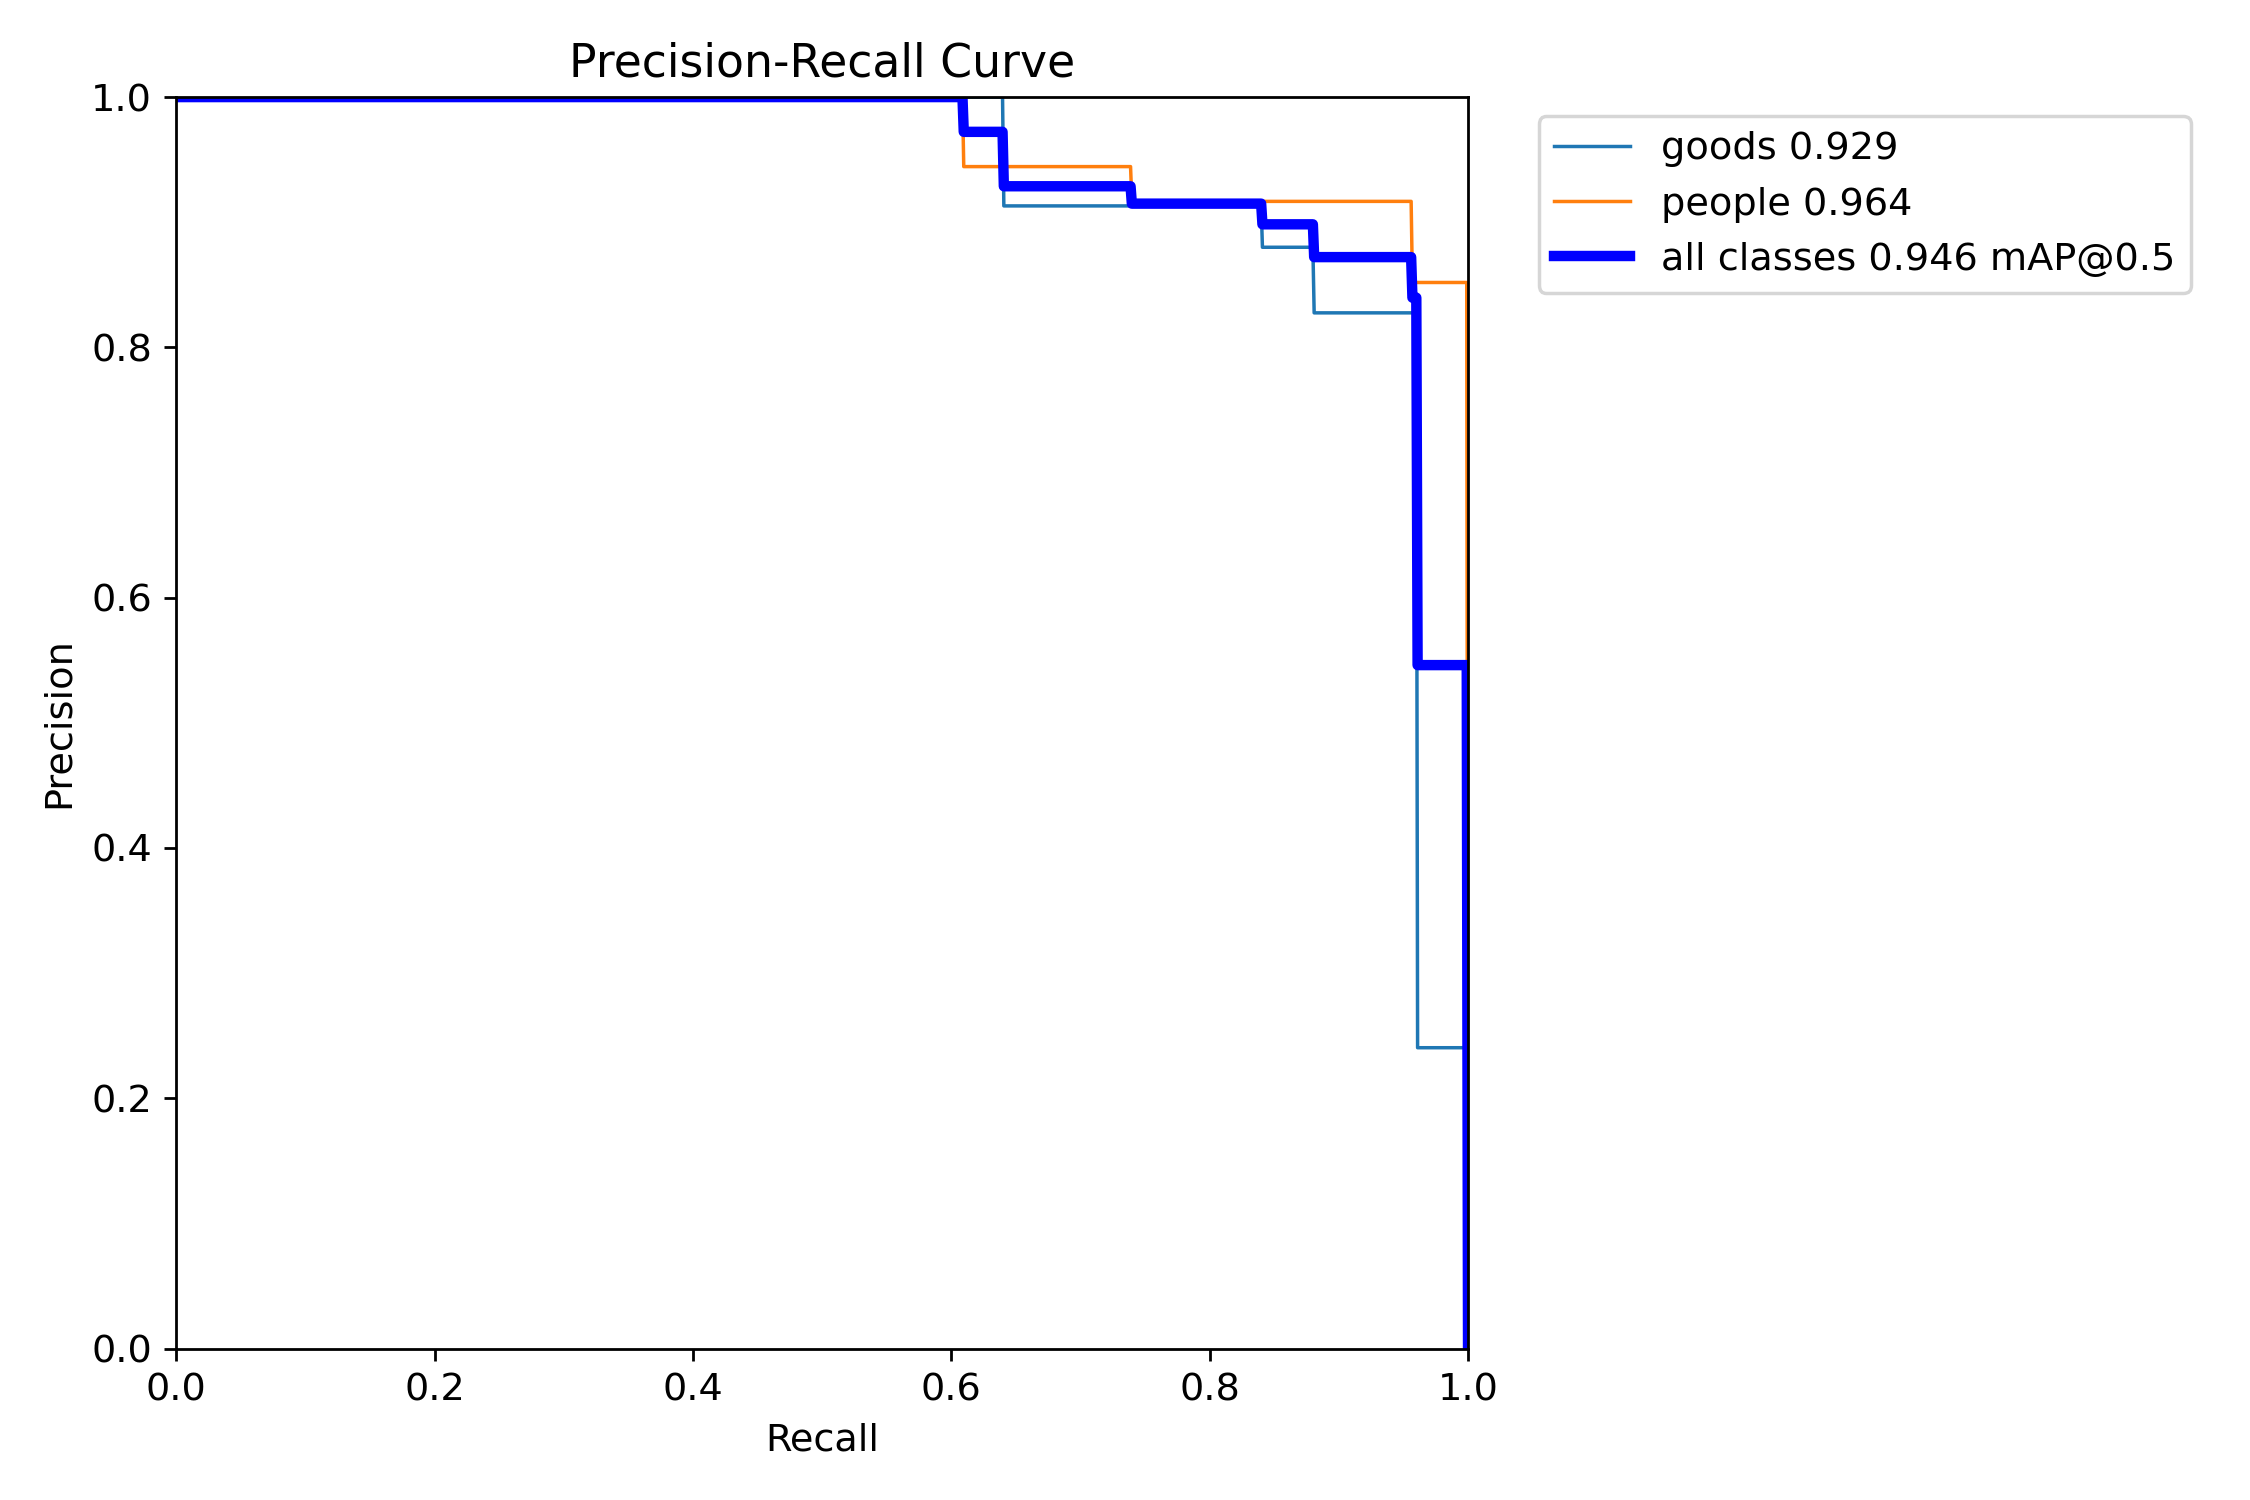 Precision-Recall Curve
1.0
0.8
0.6
0.4
0.2
0.0
Precision
0.0 0.2 0.4 0.6 0.8 1.0
Recall
goods 0.929
people 0.964
all classes 0.946 mAP@0.5